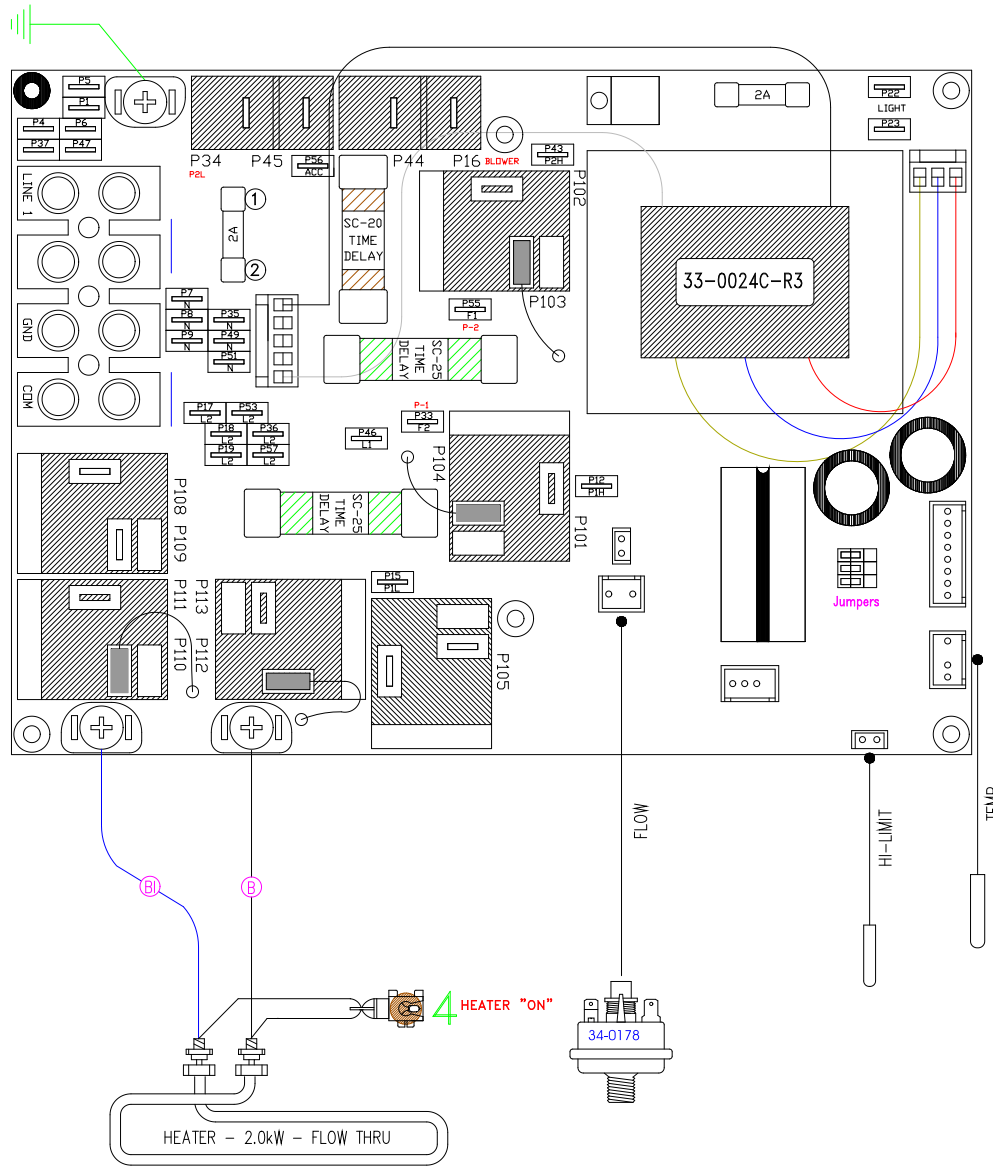 P5
P1
P4
P6
P37
P47
P34
P2L
P45
P56
ACC
P44
P16
BLOWER
P43
P2H
2A
P22
LIGHT
P23
LINE 1
GND
COM
1
2A
2
SC-20
TIME
DELAY
P102
P103
33-0024C-R3
P7
N
P8
N
P9
N
P35
N
P49
N
P51
N
P55
F1
P-2
SC-25
TIME
DELAY
P17
L2
P53
L2
P18
L2
P36
L2
P19
L2
P57
L2
P46
L1
P-1
P33
F2
P104
P101
P12
P1H
SC-25
TIME
DELAY
P108
P109
P111
P110
P113
P112
P15
P1L
P105
Jumpers
FLOW
HI-LIMIT
TEMP
BI
B
4
HEATER "ON"
34-0178
HEATER - 2.0kW - FLOW THRU